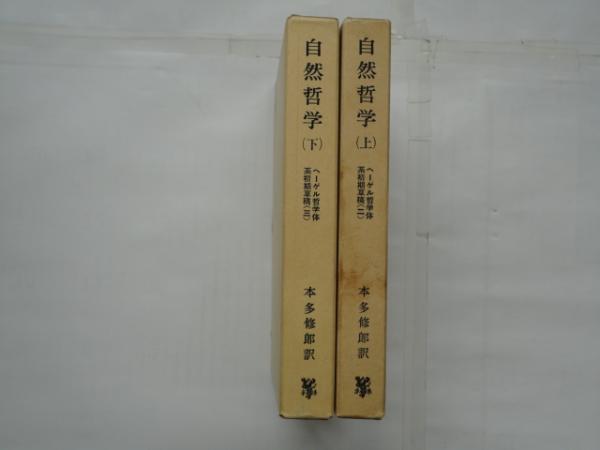 自然哲学(上)
ヘーゲル哲学体
系初期草稿(二)
本多修郎訳
自然哲学(下)
ヘーゲル哲学体
系初期草稿(三)
本多修郎訳